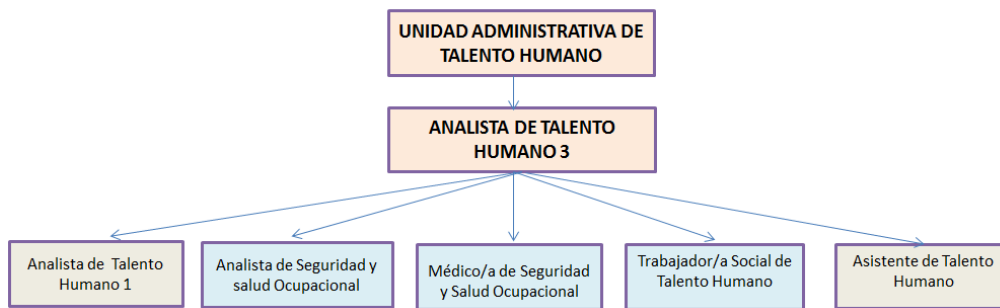 UNIDAD ADMINISTRATIVA DE
TALENTO HUMANO
ANALISTA DE TALENTO
HUMANO 3
Analista de Talento
Humano 1
Analista de Seguridad y
salud Ocupacional
Médico/a de Seguridad
y Salud Ocupacional
Trabajador/a Social de
Talento Humano
Asistente de Talento
Humano